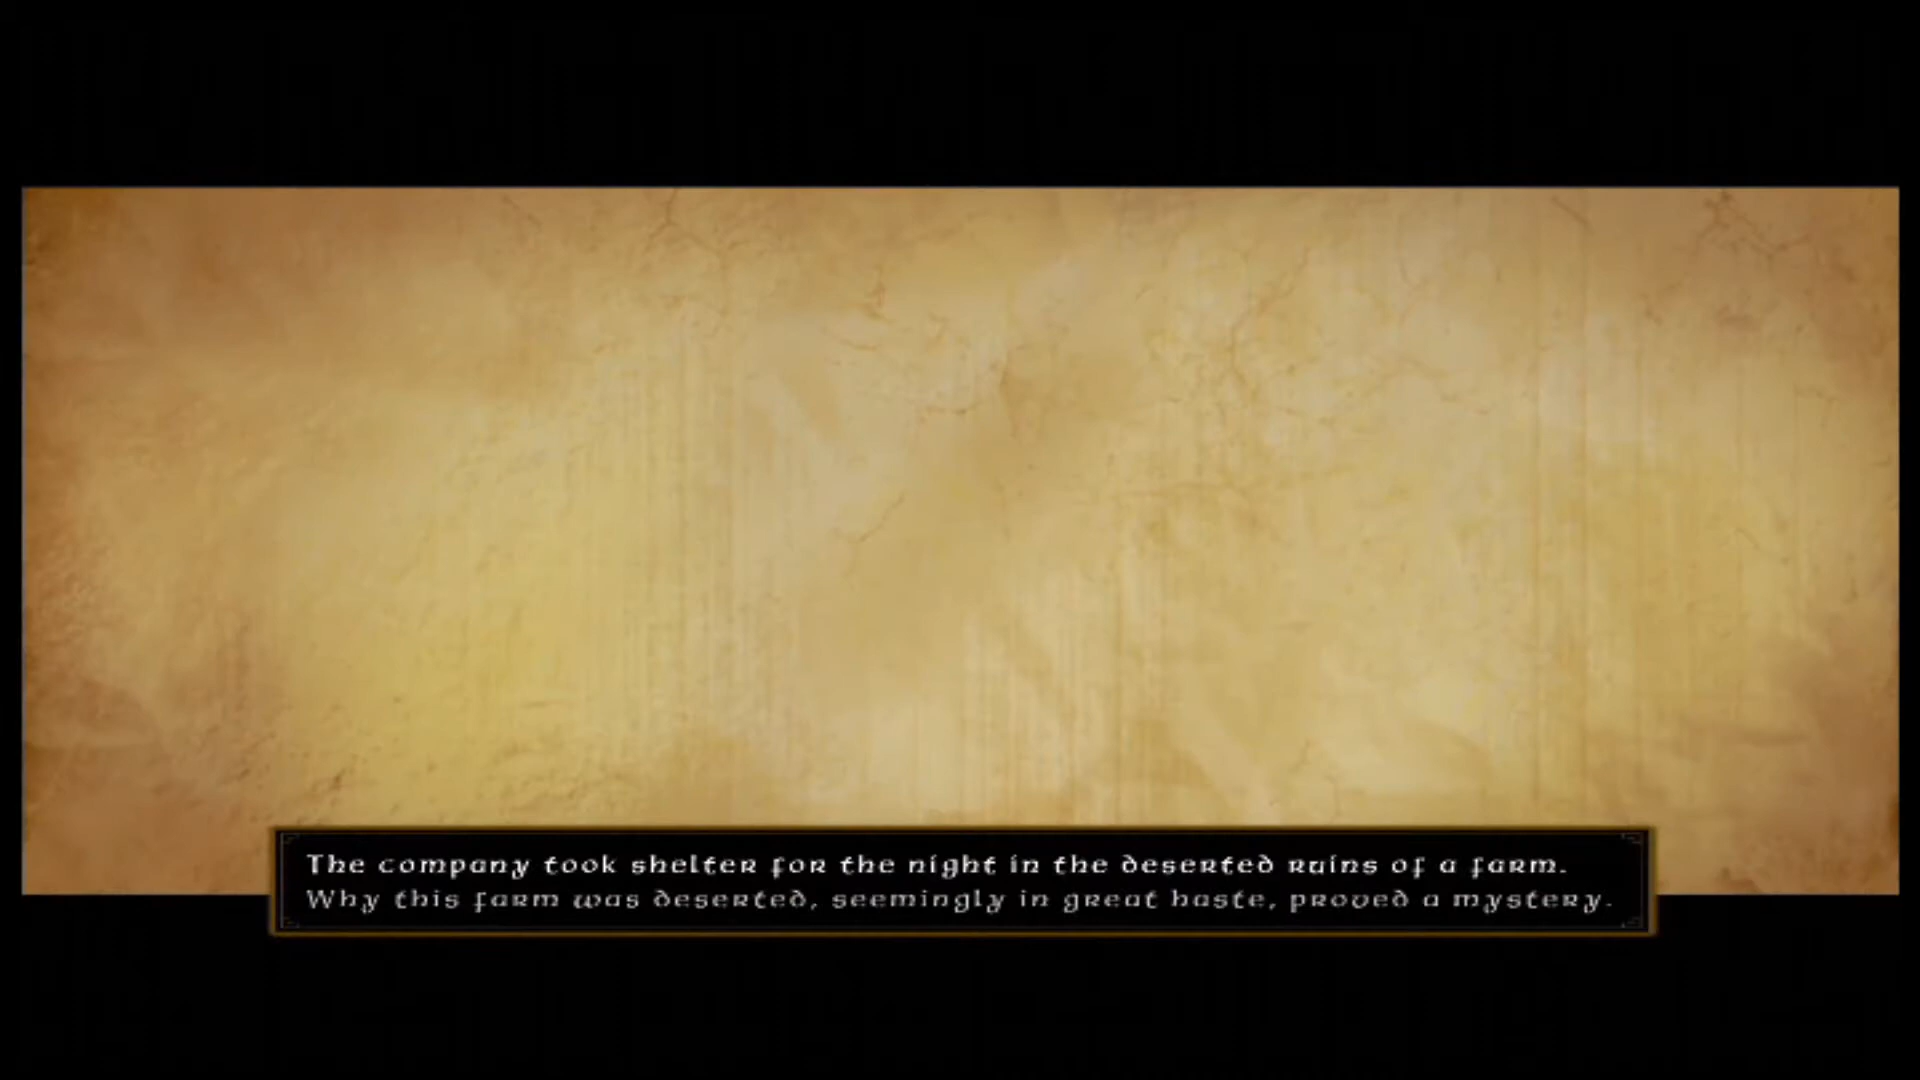 The company took shelter for the night in the deserted ruins of a farm.
Why this farm was deserted, seemingly in great haste, proved a mystery.